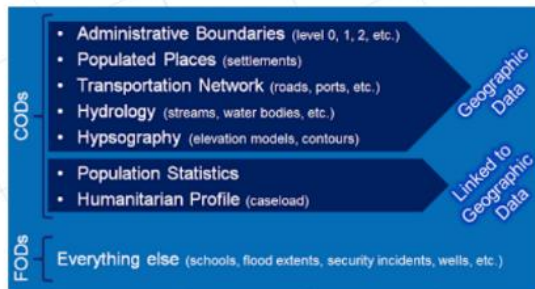 CODs
• Administrative Boundaries (level 0, 1, 2, etc.)
• Populated Places (settlements)
• Transportation Network (roads, ports, etc.)
• Hydrology (streams, water bodies, etc.)
• Hypsography (elevation models, contours)
Geographic
Data
• Population Statistics
• Humanitarian Profile (caseload)
Linked to
Geographic
Data
FODs
Everything else (schools, flood extents, security incidents, wells, etc.)